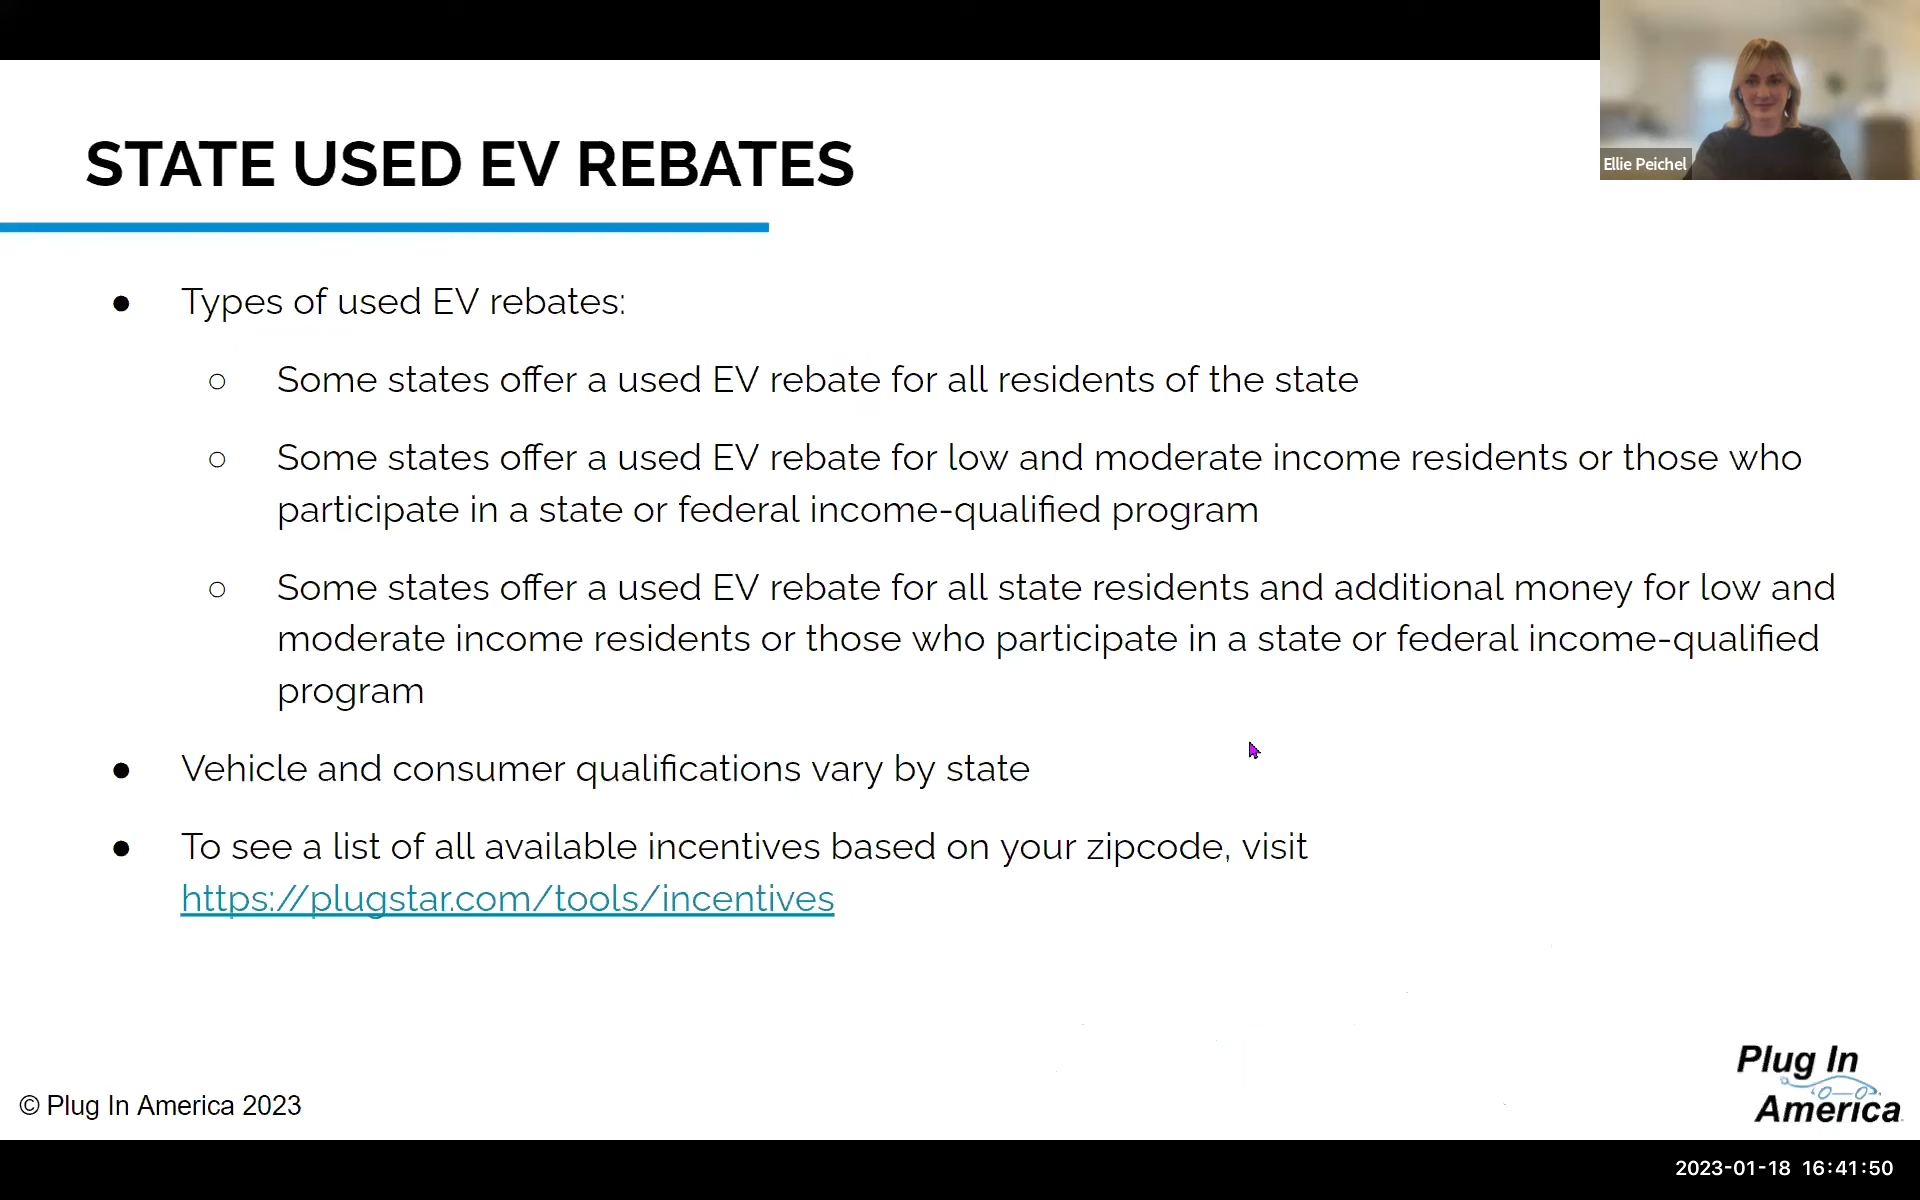 Ellie Peichel
STATE USED EV REBATES
● Types of used EV rebates:
○ Some states offer a used EV rebate for all residents of the state
○ Some states offer a used EV rebate for low and moderate income residents or those who
participate in a state or federal income-qualified program
○ Some states offer a used EV rebate for all state residents and additional money for low and
moderate income residents or those who participate in a state or federal income-qualified
program
● Vehicle and consumer qualifications vary by state
● To see a list of all available incentives based on your zipcode, visit
https://plugstar.com/tools/incentives
Plug In
America
© Plug In America 2023
2023-01-18 16:41:50